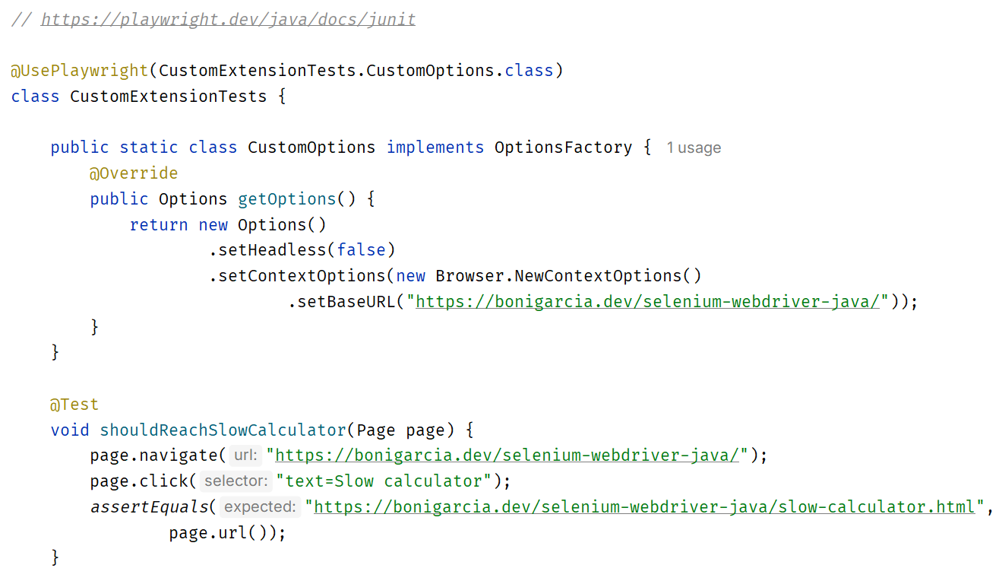 // https://playwright.dev/java/docs/junit
@UsePlaywright(CustomExtensionTests.CustomOptions.class)
class CustomExtensionTests {
public static class CustomOptions implements OptionsFactory { 1 usage
@Override
public Options getOptions() {
return new Options()
.setHeadless(false)
.setContextOptions(new Browser.NewContextOptions()
.setBaseURL("https://bonigarcia.dev/selenium-webdriver-java/"));
}
}
@Test
void shouldReachSlowCalculator(Page page) {
page.navigate( url: "https://bonigarcia.dev/selenium-webdriver-java/");
page.click( selector: "text=Slow calculator");
assertEquals( expected: "https://bonigarcia.dev/selenium-webdriver-java/slow-calculator.html",
page.url());
}